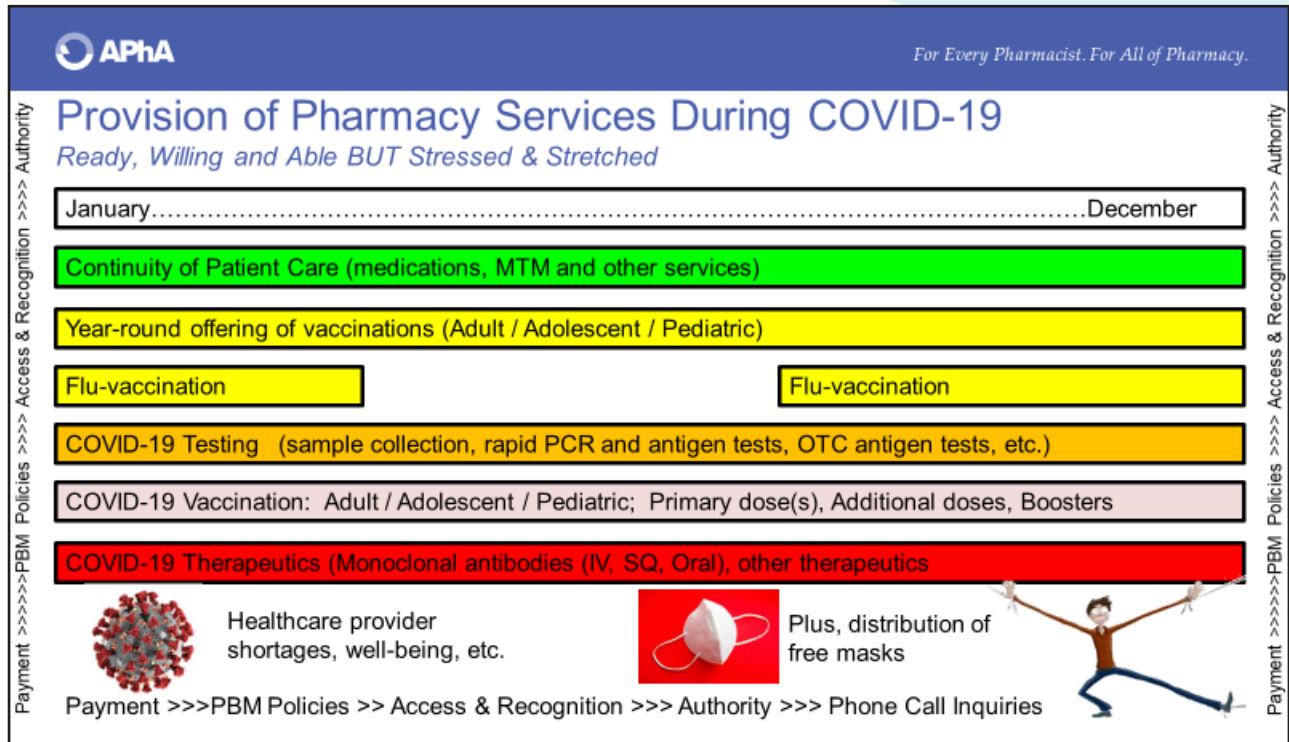 APhA
For Every Pharmacist. For All of Pharmacy.
Provision of Pharmacy Services During COVID-19
Ready, Willing and Able BUT Stressed & Stretched
January……………………………………………………………………………………………………December
Continuity of Patient Care (medications, MTM and other services)
Year-round offering of vaccinations (Adult / Adolescent / Pediatric)
Flu-vaccination
Flu-vaccination
COVID-19 Testing (sample collection, rapid PCR and antigen tests, OTC antigen tests, etc.)
COVID-19 Vaccination: Adult / Adolescent / Pediatric; Primary dose(s), Additional doses, Boosters
COVID-19 Therapeutics (Monoclonal antibodies (IV, SQ, Oral), other therapeutics
Healthcare provider
shortages, well-being, etc.
Plus, distribution of
free masks
Payment >>>PBM Policies >> Access & Recognition >>> Authority >>> Phone Call Inquiries
Payment >>>>>>PBM Policies >>>> Access & Recognition >>>> Authority
Payment >>>>>>PBM Policies >>>> Access & Recognition >>>> Authority